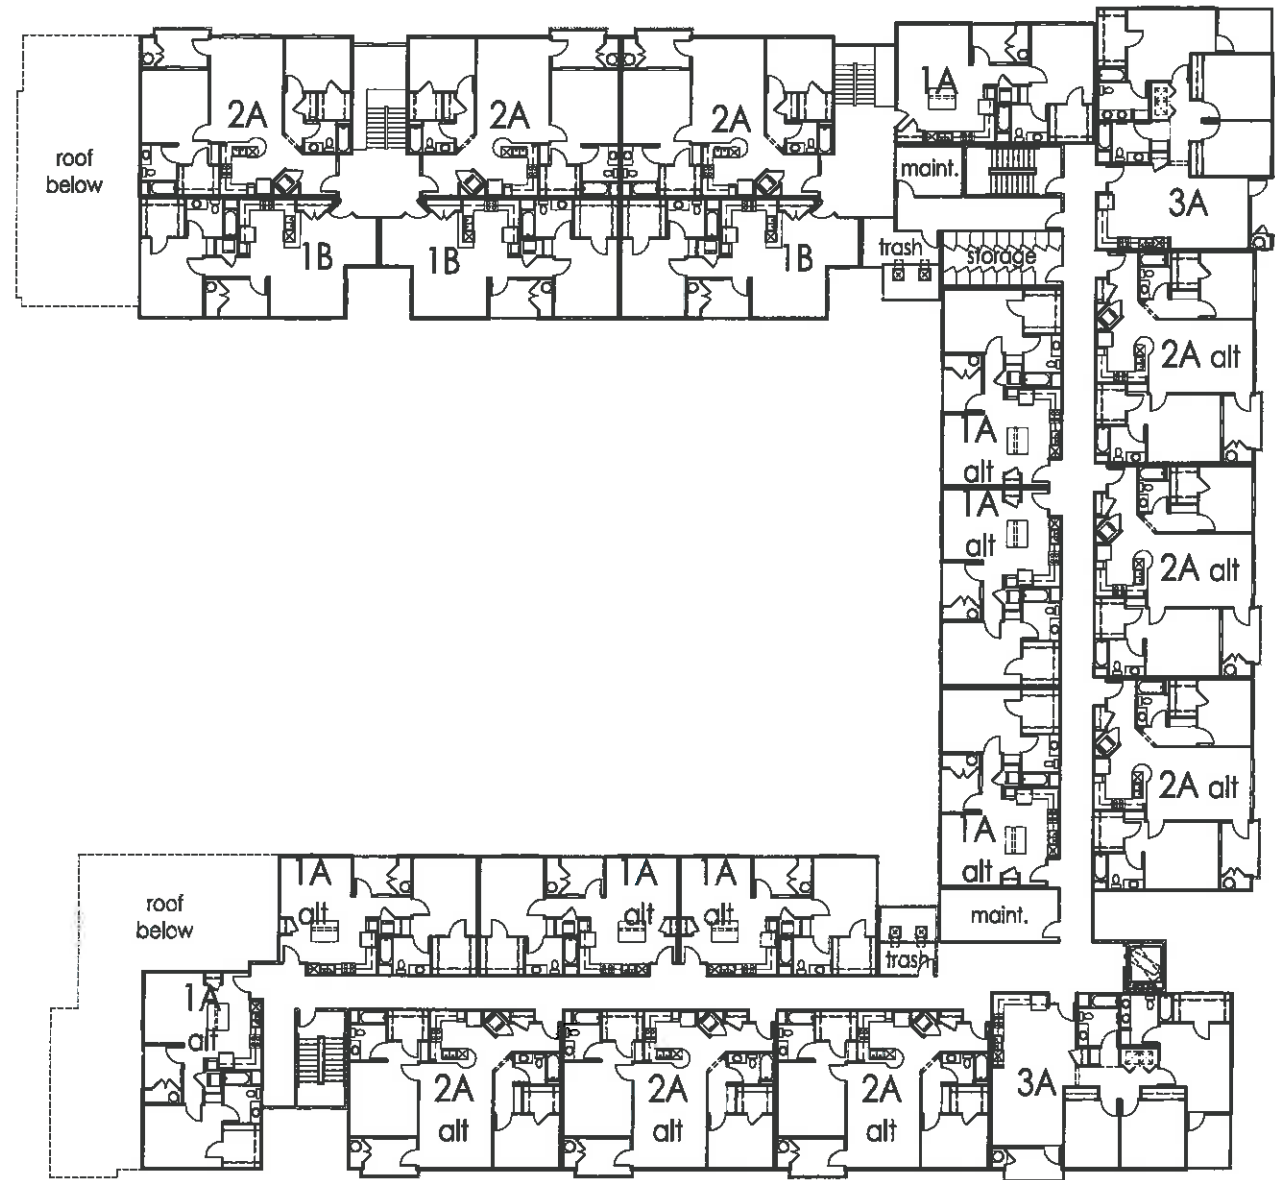 2A
2A
2A
1A
roof
below
maint.
3A
1B
1B
1B
trash
storage
2A alt
1A
alt
1A
alt
2A alt
2A alt
1A
alt
1A
alt
1A
alt
1A
alt
roof
below
maint.
trash
1A
alt
2A
alt
2A
alt
2A
alt
3A